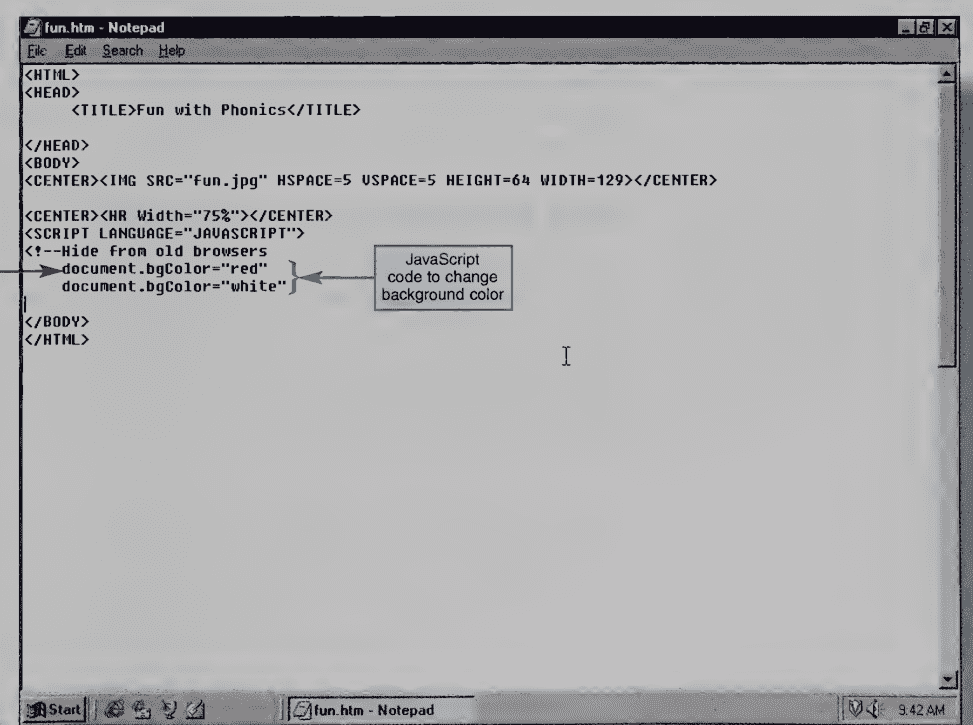 fun.htm - Notepad
File Edit Search Help
<HTML>
<HEAD>
<TITLE>Fun with Phonics</TITLE>
</HEAD>
<BODY>
<CENTER><IMG SRC="fun.jpg" HSPACE=5 VSPACE=5 HEIGHT=64 WIDTH=129></CENTER>
<CENTER><HR Width="75%"></CENTER>
<SCRIPT LANGUAGE="JAVASCRIPT">
<!--Hide from old browsers
document.bgColor="red"
document.bgColor="white"
JavaScript
code to change
background color
</BODY>
</HTML>
Start
fun.htm - Notepad
9:42 AM